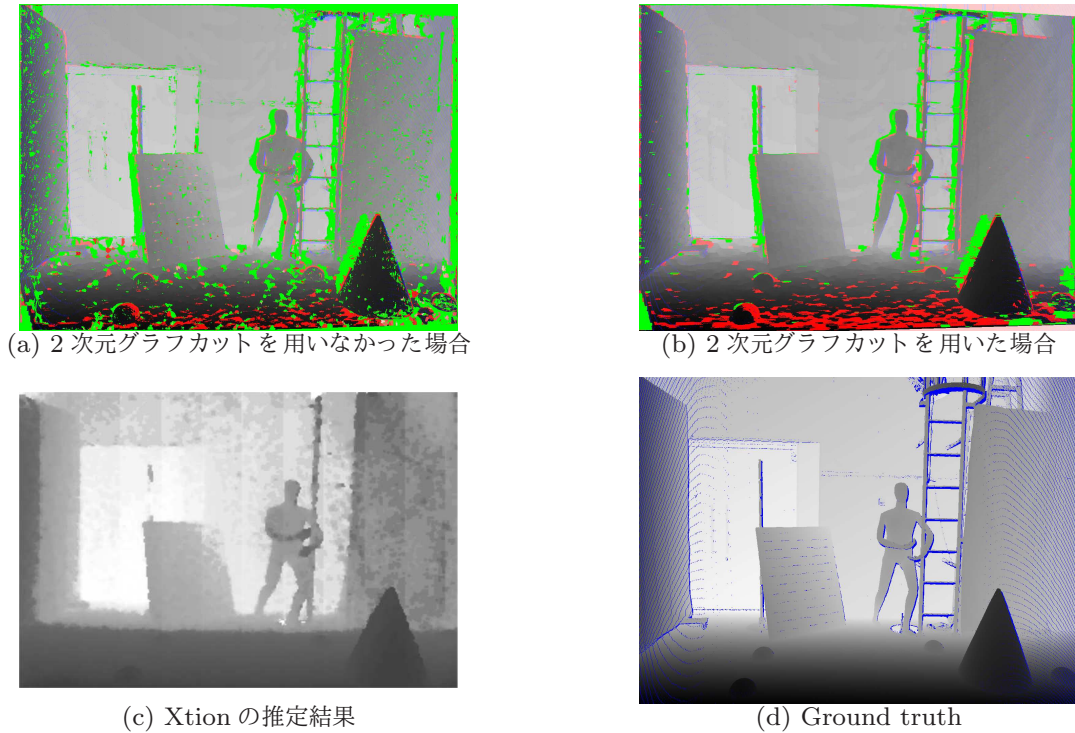 (a) 2 次元グラフカットを用いなかった場合
(b) 2 次元グラフカットを用いた場合
(c) Xtion の推定結果
(d) Ground truth